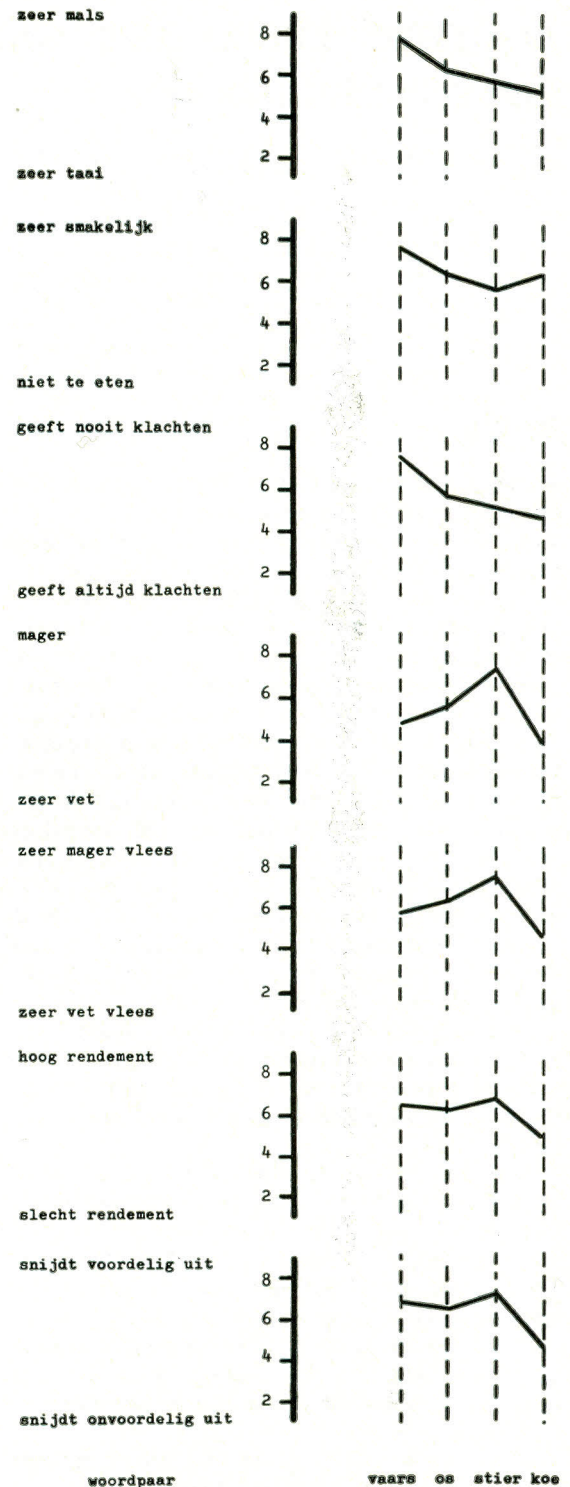 zeer mals
8
6
4
2
zeer taai
zeer smakelijk
8
6
4
2
niet te eten
geeft nooit klachten
8
6
4
2
geeft altijd klachten
mager
8
6
4
2
zeer vet
zeer mager vlees
8
6
4
2
zeer vet vlees
hoog rendement
8
6
4
2
slecht rendement
snijdt voordelig uit
8
6
4
2
snijdt onvoordelig uit
woordpaar vaars os stier koe